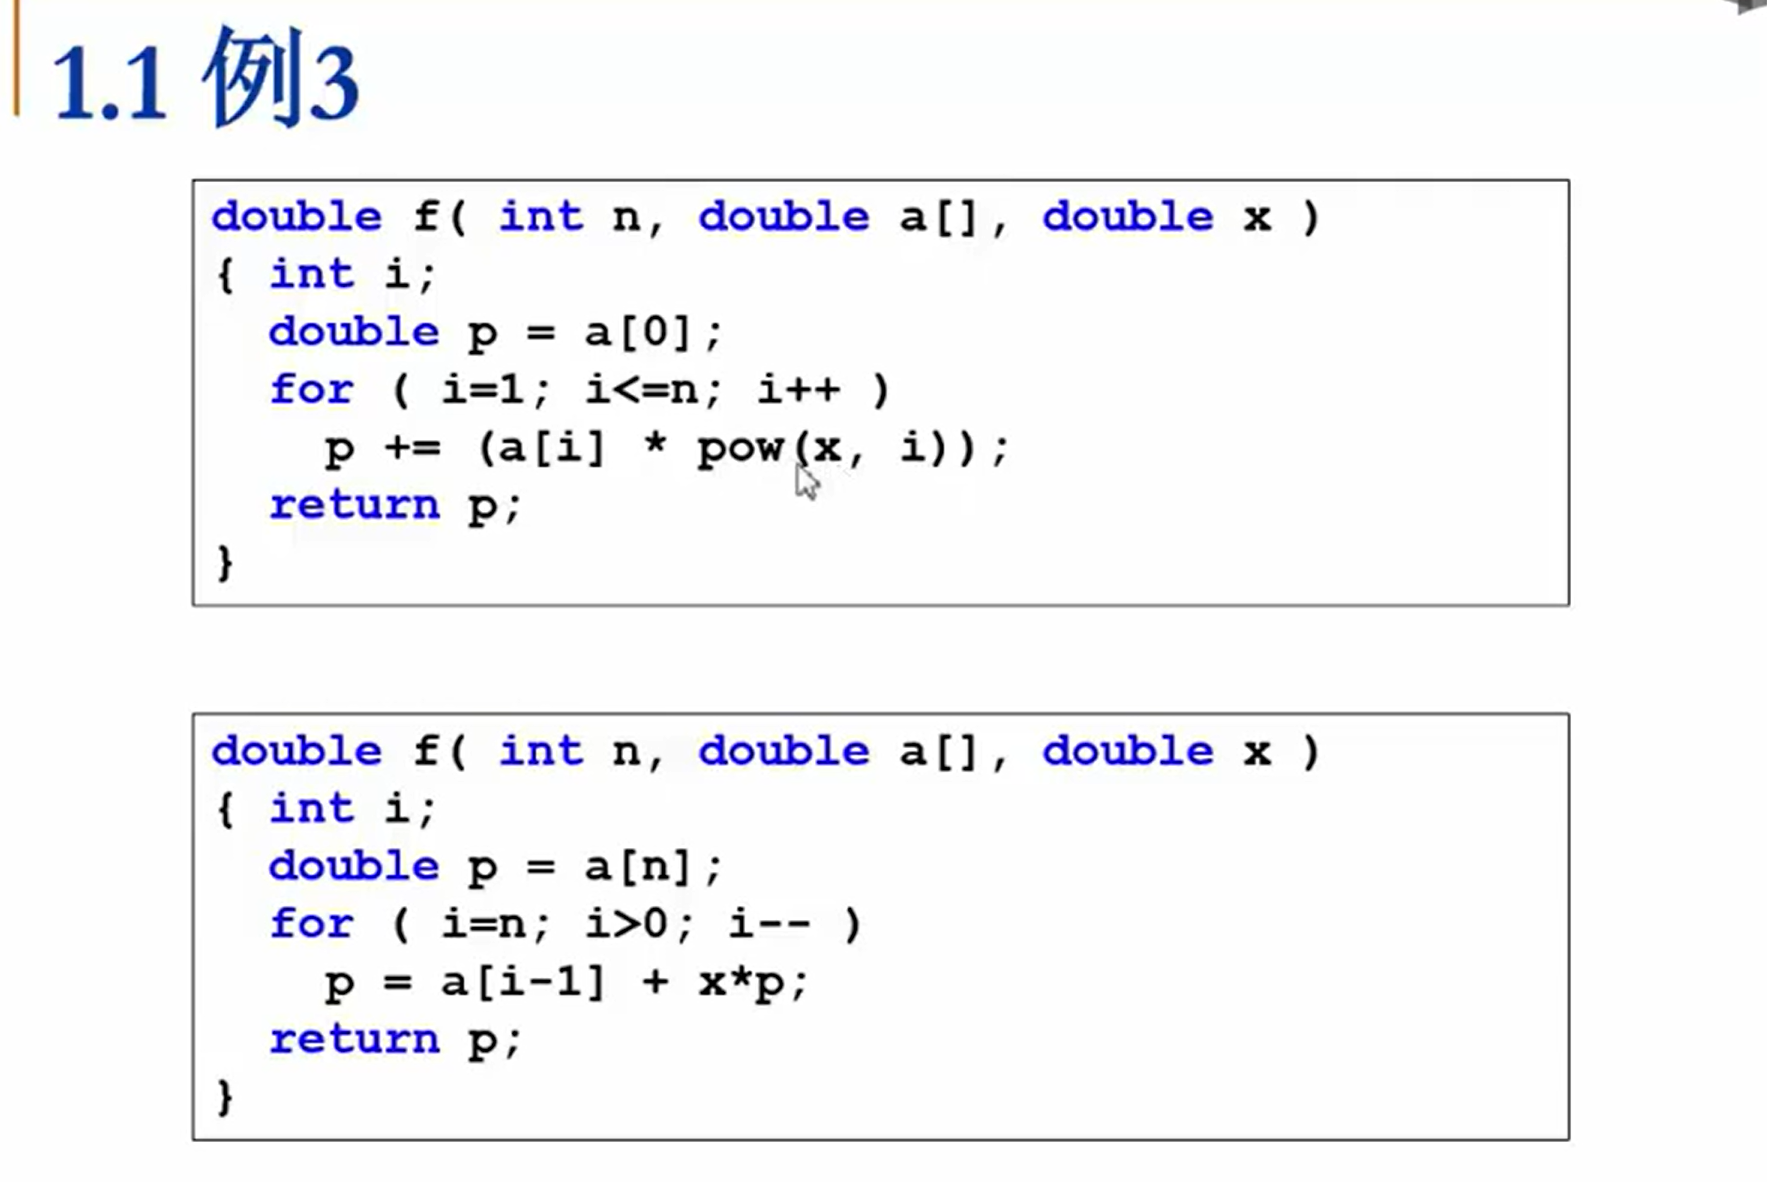 1.1 例3
double f( int n, double a[], double x )
{ int i;
  double p = a[0];
  for ( i=1; i<=n; i++ )
    p += (a[i] * pow(x, i));
  return p;
}
double f( int n, double a[], double x )
{ int i;
  double p = a[n];
  for ( i=n; i>0; i-- )
    p = a[i-1] + x*p;
  return p;
}